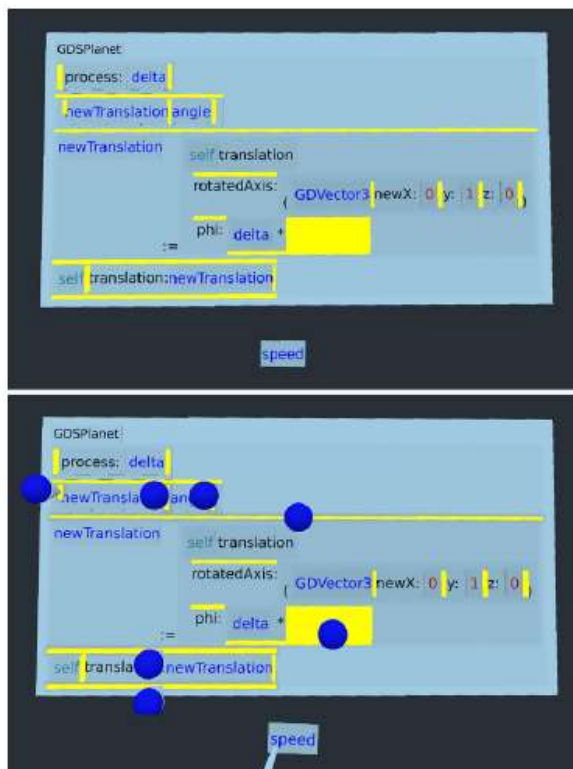 GDSPlanet
process: delta
newTranslation angle
newTranslation
self translation
rotatedAxis: ( GDVector3 newX: 0 y: 1 z: 0 )
phi: delta *
:=
self translation: newTranslation
speed
GDSPlanet
process: delta
newTransla
newTranslation
self translation
rotatedAxis: ( GDVector3 newX: 0 y: 1 z: 0 )
phi: delta *
:=
self transla newTranslation
speed